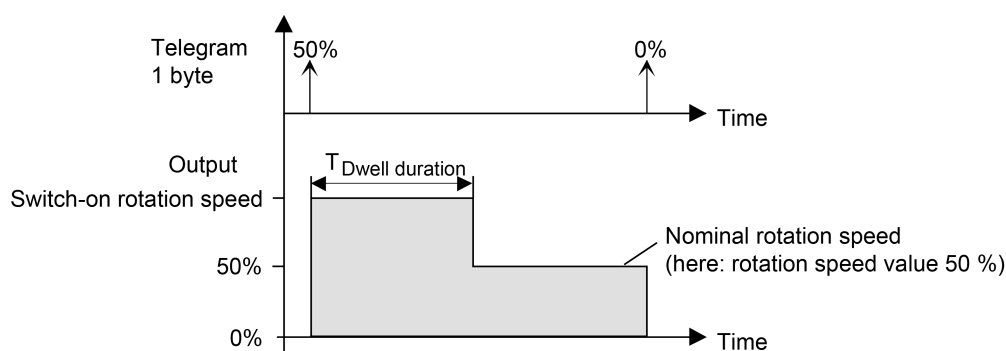 Telegram
1 byte
50%
0%
Time
Output
T Dwell duration
Switch-on rotation speed
Nominal rotation speed
(here: rotation speed value 50 %)
50%
0%
Time